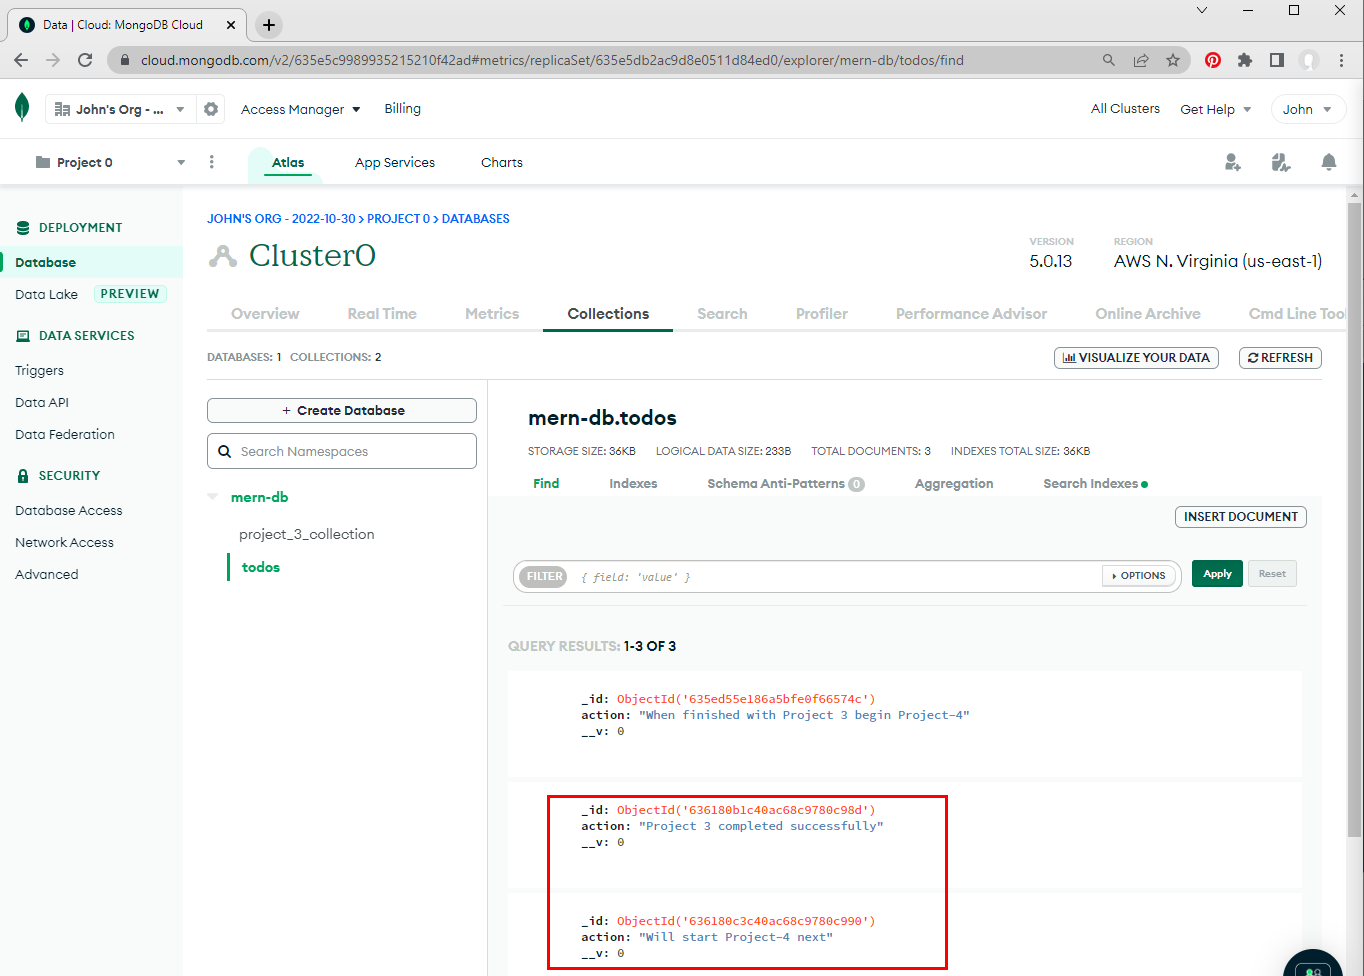 Data | Cloud: MongoDB Cloud
cloud.mongodb.com/v2/635e5c9989935215210f42ad#metrics/replicaSet/635e5db2ac9d8e0511d84ed0/explorer/mern-db/todos/find
John's Org - ...
Access Manager
Billing
All Clusters
Get Help
John
Project 0
Atlas
App Services
Charts
DEPLOYMENT
Database
Data Lake
PREVIEW
DATA SERVICES
Triggers
Data API
Data Federation
SECURITY
Database Access
Network Access
Advanced
JOHN'S ORG - 2022-10-30 > PROJECT 0 > DATABASES
Cluster0
VERSION
5.0.13
REGION
AWS N. Virginia (us-east-1)
Overview
Real Time
Metrics
Collections
Search
Profiler
Performance Advisor
Online Archive
Cmd Line Tool
DATABASES: 1 COLLECTIONS: 2
VISUALIZE YOUR DATA
REFRESH
+ Create Database
Search Namespaces
mern-db
project_3_collection
todos
mern-db.todos
STORAGE SIZE: 36KB
LOGICAL DATA SIZE: 233B
TOTAL DOCUMENTS: 3
INDEXES TOTAL SIZE: 36KB
Find
Indexes
Schema Anti-Patterns 0
Aggregation
Search Indexes
INSERT DOCUMENT
FILTER
{ field: 'value' }
OPTIONS
Apply
Reset
QUERY RESULTS: 1-3 OF 3
_id: ObjectId('635ed55e186a5bfe0f66574c')
action: "When finished with Project 3 begin Project-4"
__v: 0
_id: ObjectId('636180b1c40ac68c9780c98d')
action: "Project 3 completed successfully"
__v: 0
_id: ObjectId('636180c3c40ac68c9780c990')
action: "Will start Project-4 next"
__v: 0